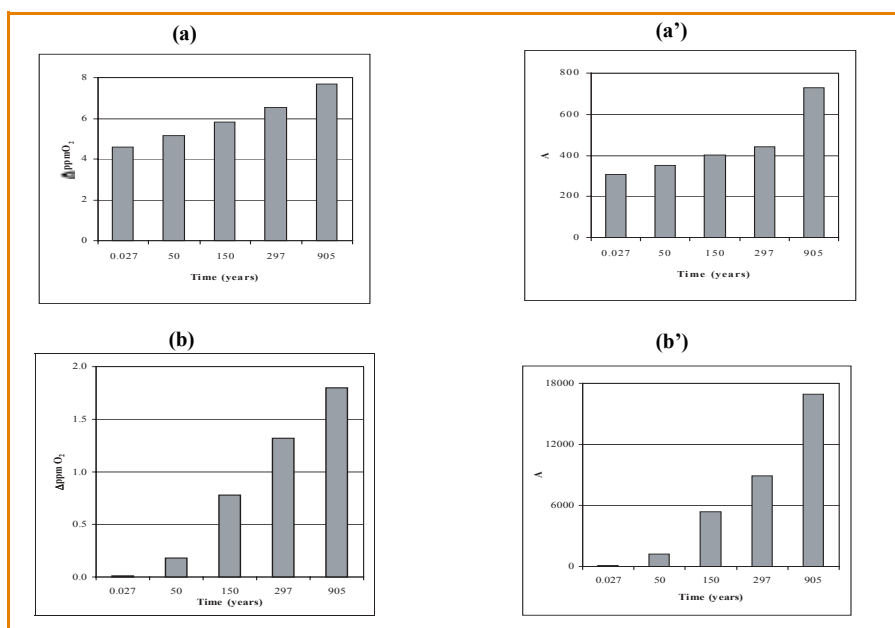 (a)
8
6
4
2
0
ΔppmO₂
0.027 50 150 297 905
Time (years)
(a’)
800
600
400
200
0
A
0.027 50 150 297 905
Time (years)
(b)
2.0
1.5
1.0
0.5
0.0
Δppm O₂
0.027 50 150 297 905
Time (years)
(b’)
18000
12000
6000
0
A
0.027 50 150 297 905
Time (years)